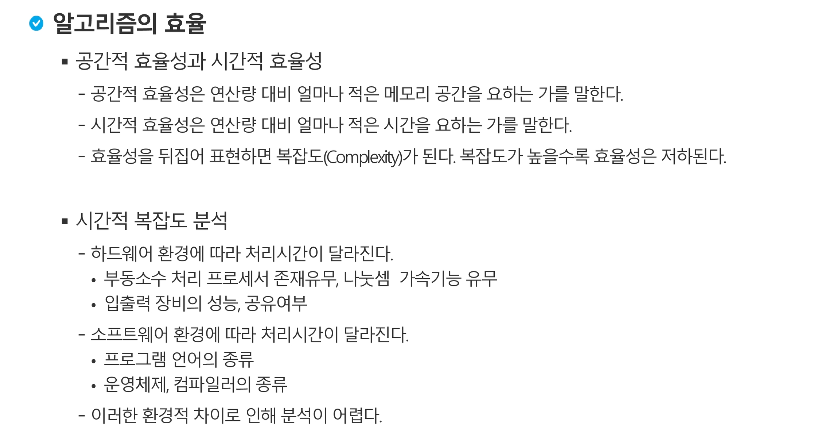 알고리즘의 효율
▪ 공간적 효율성과 시간적 효율성
- 공간적 효율성은 연산량 대비 얼마나 적은 메모리 공간을 요하는 가를 말한다.
- 시간적 효율성은 연산량 대비 얼마나 적은 시간을 요하는 가를 말한다.
- 효율성을 뒤집어 표현하면 복잡도(Complexity)가 된다. 복잡도가 높을수록 효율성은 저하된다.
▪ 시간적 복잡도 분석
- 하드웨어 환경에 따라 처리시간이 달라진다.
• 부동소수 처리 프로세서 존재유무, 나눗셈 가속기능 유무
• 입출력 장비의 성능, 공유여부
- 소프트웨어 환경에 따라 처리시간이 달라진다.
• 프로그램 언어의 종류
• 운영체제, 컴파일러의 종류
- 이러한 환경적 차이로 인해 분석이 어렵다.